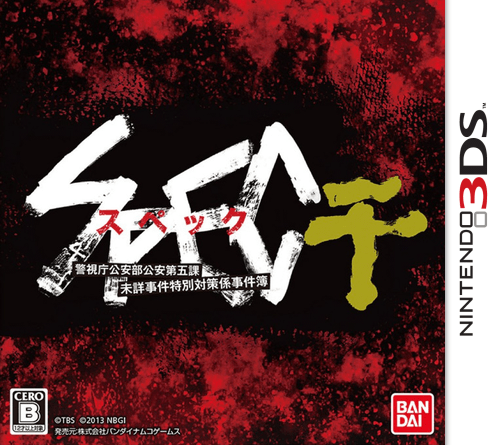 SPEC 干
スペック
警視庁公安部公安第五課
未詳事件特別対策係事件簿
NINTENDO 3DS™
CERO
B
12才以上対象
©TBS ©2013 NBGI
発売元:株式会社バンダイナムコゲームス
BAN
DAI